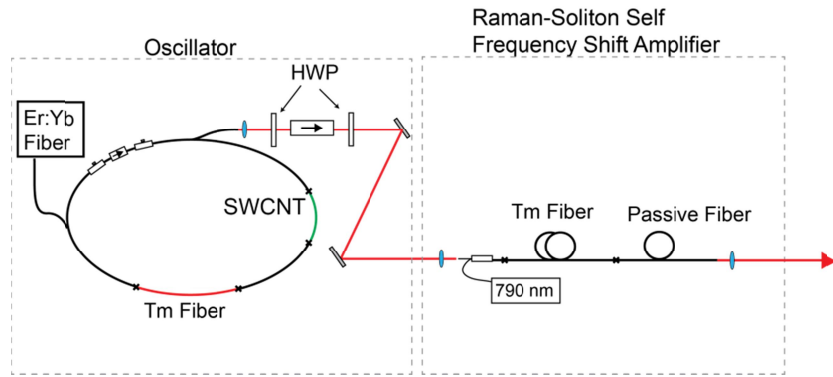 Raman-Soliton Self
Frequency Shift Amplifier
Oscillator
HWP
Er:Yb
Fiber
SWCNT
Tm Fiber
Passive Fiber
790 nm
Tm Fiber